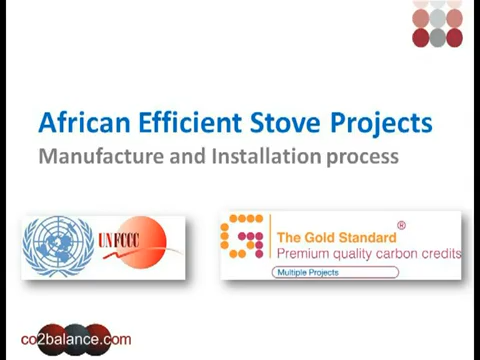 African Efficient Stove Projects
Manufacture and Installation process
UNFCCC
The Gold Standard®
Premium quality carbon credits
Multiple Projects
co2balance.com